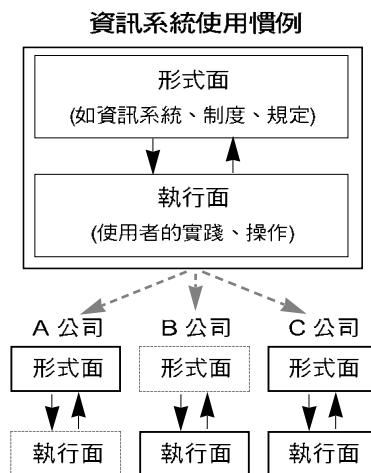 資訊系統使用慣例
形式面
(如資訊系統、制度、規定)
執行面
(使用者的實踐、操作)
A 公司 B 公司 C 公司
形式面 形式面 形式面
執行面 執行面 執行面